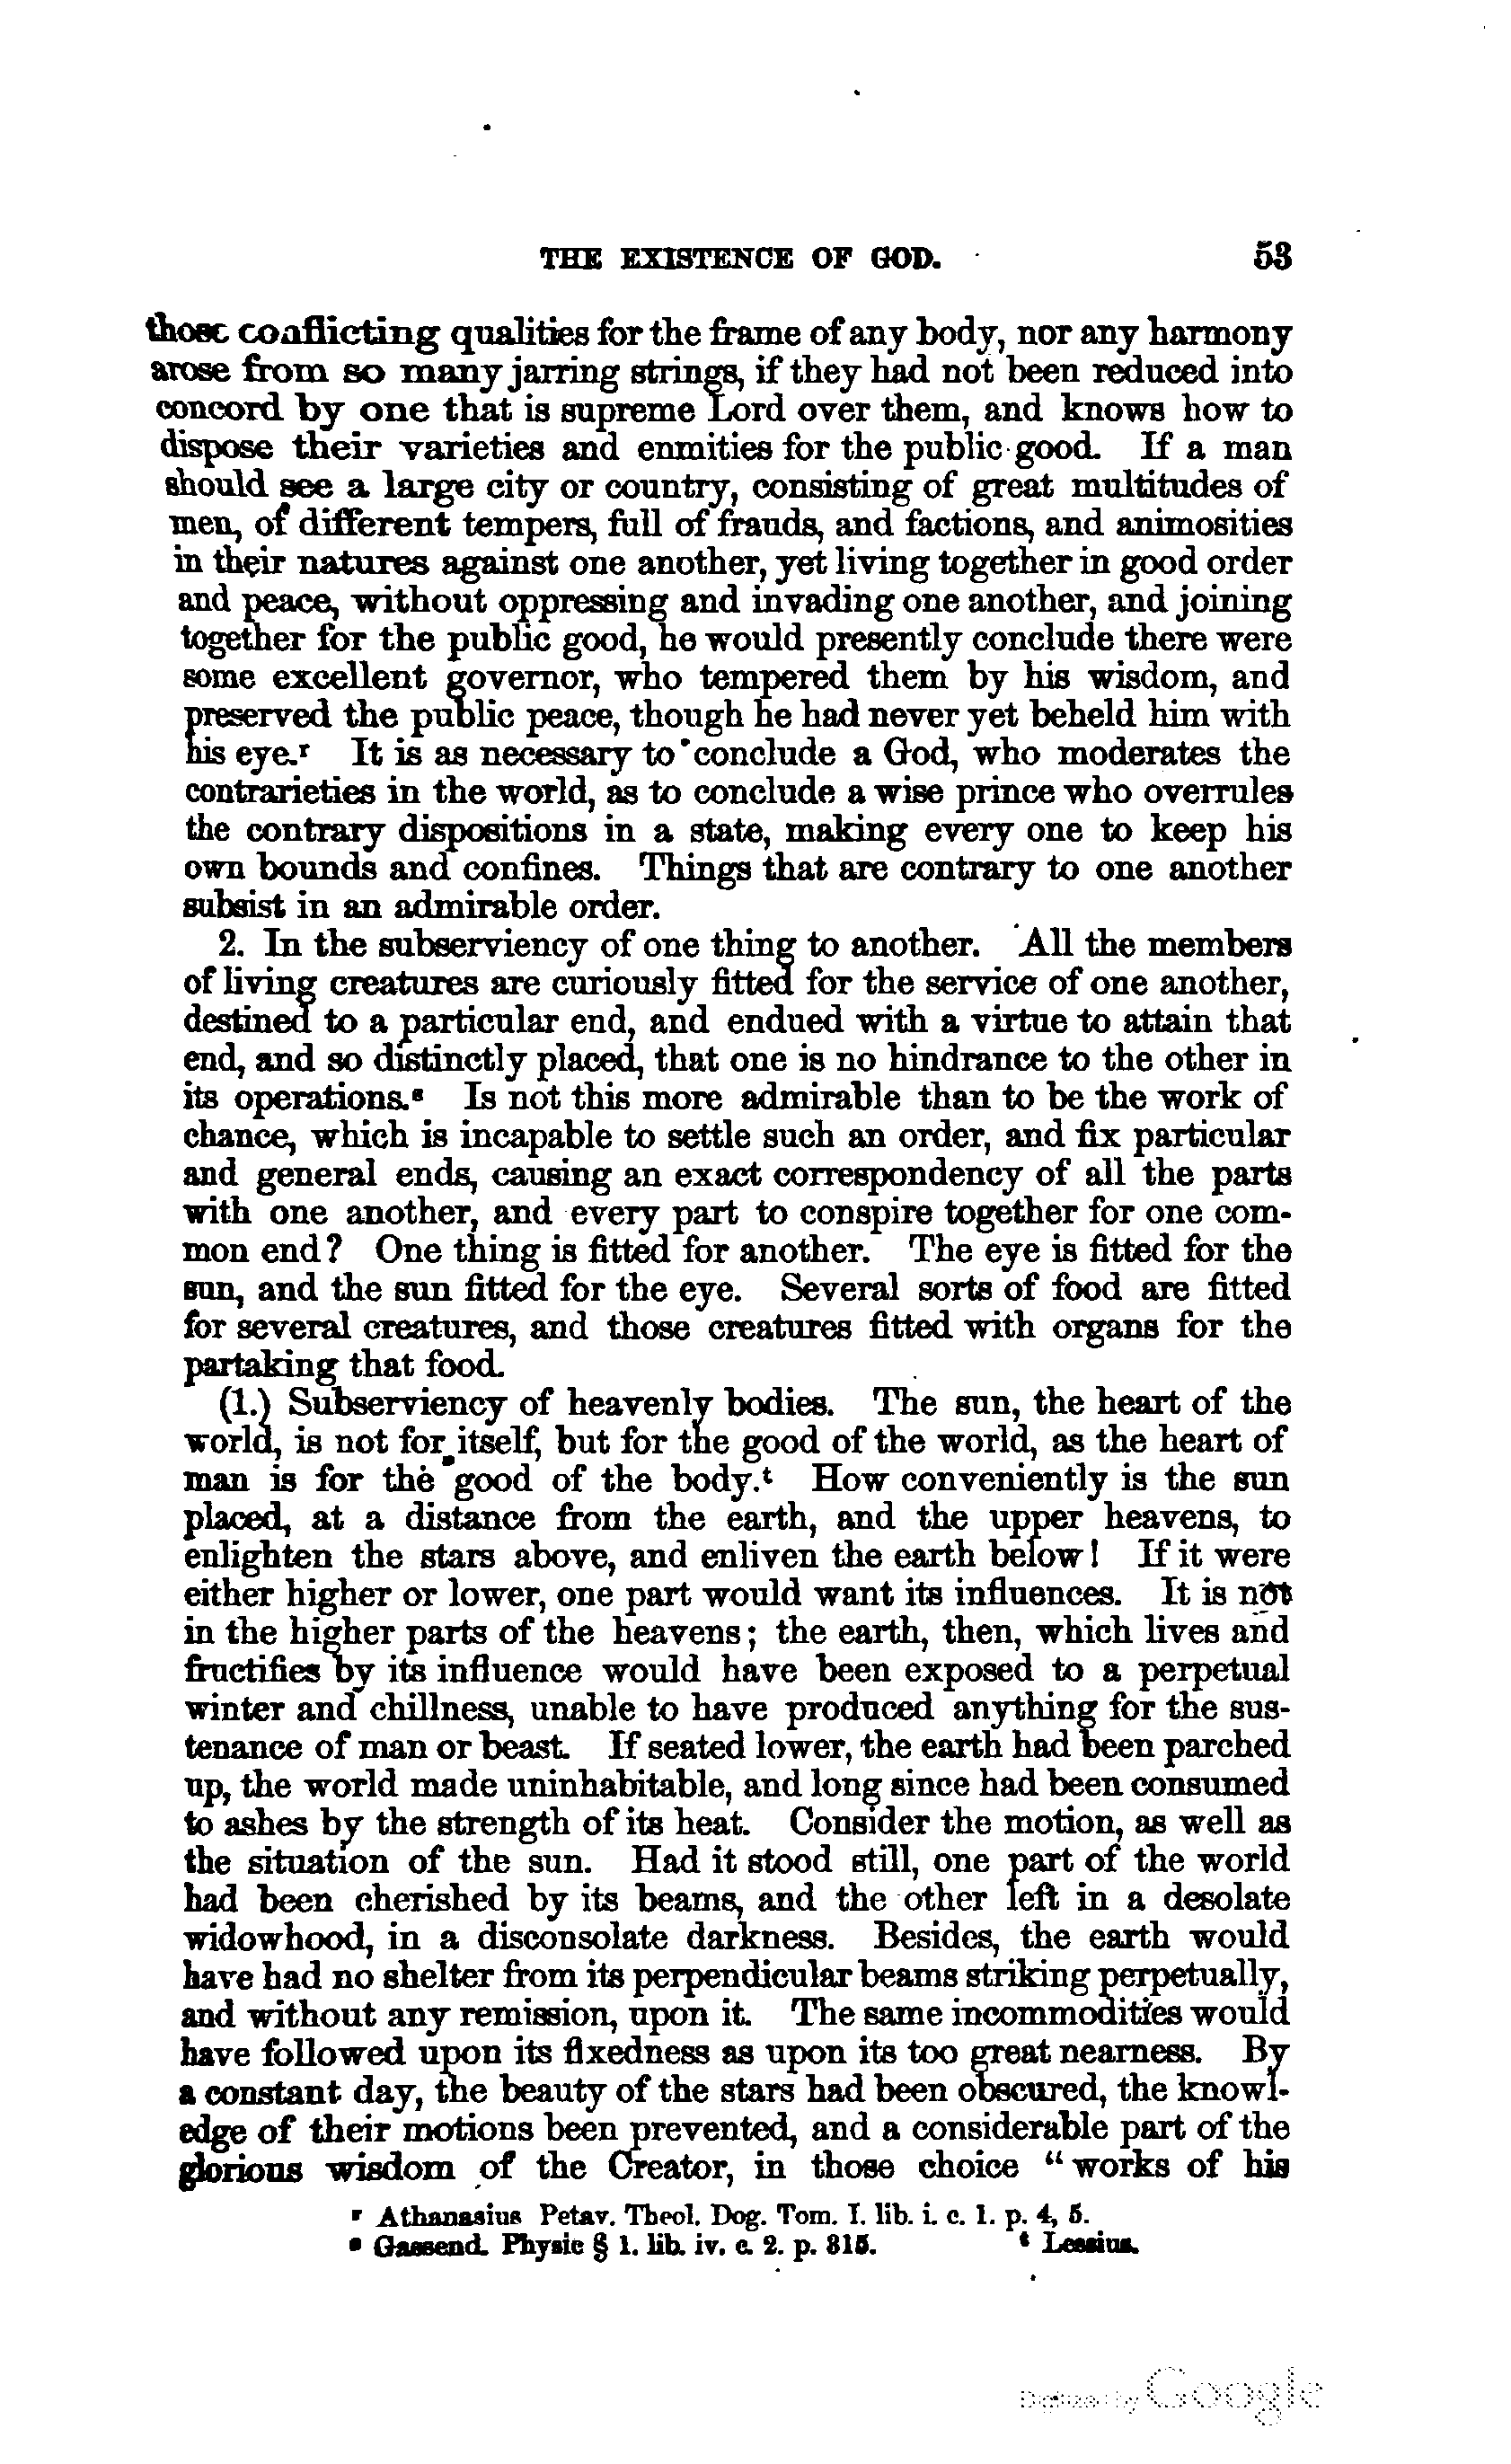 THE EXISTENCE OF GOD. 53
those conflicting qualities for the frame of any body, nor any harmony
arose from so many jarring strings, if they had not been reduced into
concord by one that is supreme Lord over them, and knows how to
dispose their varieties and enmities for the public good. If a man
should see a large city or country, consisting of great multitudes of
men, of different tempers, full of frauds, and factions, and animosities
in their natures against one another, yet living together in good order
and peace, without oppressing and invading one another, and joining
together for the public good, he would presently conclude there were
some excellent governor, who tempered them by his wisdom, and
preserved the public peace, though he had never yet beheld him with
his eye.r It is as necessary to conclude a God, who moderates the
contrarieties in the world, as to conclude a wise prince who overrules
the contrary dispositions in a state, making every one to keep his
own bounds and confines. Things that are contrary to one another
subsist in an admirable order.
2. In the subserviency of one thing to another. All the members
of living creatures are curiously fitted for the service of one another,
destined to a particular end, and endued with a virtue to attain that
end, and so distinctly placed, that one is no hindrance to the other in
its operations.s Is not this more admirable than to be the work of
chance, which is incapable to settle such an order, and fix particular
and general ends, causing an exact correspondency of all the parts
with one another, and every part to conspire together for one com-
mon end? One thing is fitted for another. The eye is fitted for the
sun, and the sun fitted for the eye. Several sorts of food are fitted
for several creatures, and those creatures fitted with organs for the
partaking that food.
(1.) Subserviency of heavenly bodies. The sun, the heart of the
world, is not for itself, but for the good of the world, as the heart of
man is for the good of the body.t How conveniently is the sun
placed, at a distance from the earth, and the upper heavens, to
enlighten the stars above, and enliven the earth below! If it were
either higher or lower, one part would want its influences. It is not
in the higher parts of the heavens; the earth, then, which lives and
fructifies by its influence would have been exposed to a perpetual
winter and chillness, unable to have produced anything for the sus-
tenance of man or beast. If seated lower, the earth had been parched
up, the world made uninhabitable, and long since had been consumed
to ashes by the strength of its heat. Consider the motion, as well as
the situation of the sun. Had it stood still, one part of the world
had been cherished by its beams, and the other left in a desolate
widowhood, in a disconsolate darkness. Besides, the earth would
have had no shelter from its perpendicular beams striking perpetually,
and without any remission, upon it. The same incommodities would
have followed upon its fixedness as upon its too great nearness. By
a constant day, the beauty of the stars had been obscured, the knowl-
edge of their motions been prevented, and a considerable part of the
glorious wisdom of the Creator, in those choice "works of his
r Athanasius Petav. Theol. Dog. Tom. I. lib. i. c. 1. p. 4, 5.
s Gassend. Physic § 1. lib. iv. c. 2. p. 315. t Lessius.
Digitized by Google